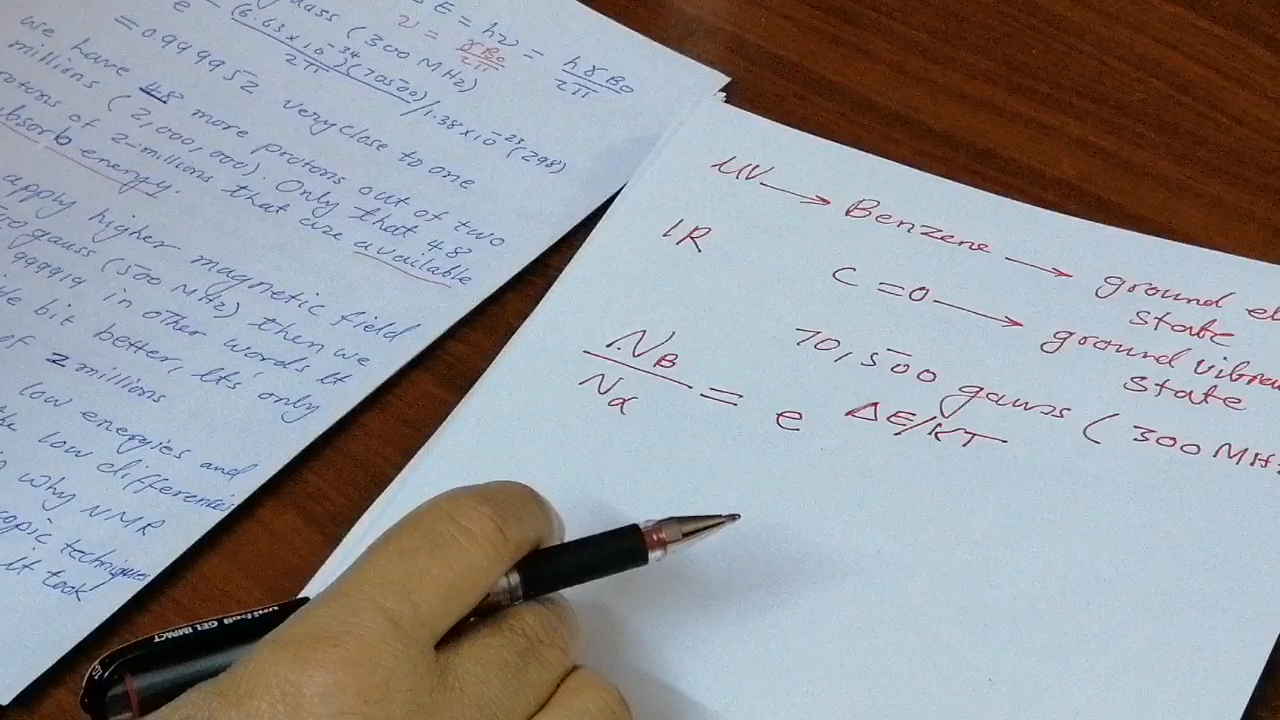 E = hν = hγB₀/2π
ν = γB₀/2π
(300 MHz)
e (6.63×10⁻³⁴)(70500)/2π /1.38×10⁻²³(298)
= 0.999952 very close to one
we have 48 more protons out of two
millions (2,000,000). Only that 48
protons of 2-millions that are available
absorb energy.
apply higher magnetic field
gauss (500 MHz) then we
999919 in other words it
bit better, Its only
of 2 millions
low energies and
the low differences
why NMR
techniques
it took
UV → Benzene → ground
state
IR
C=O → ground
state
70,500 gauss (300 MHz
Nβ/Nα = e ΔE/KT
uniball GEL IMPACT